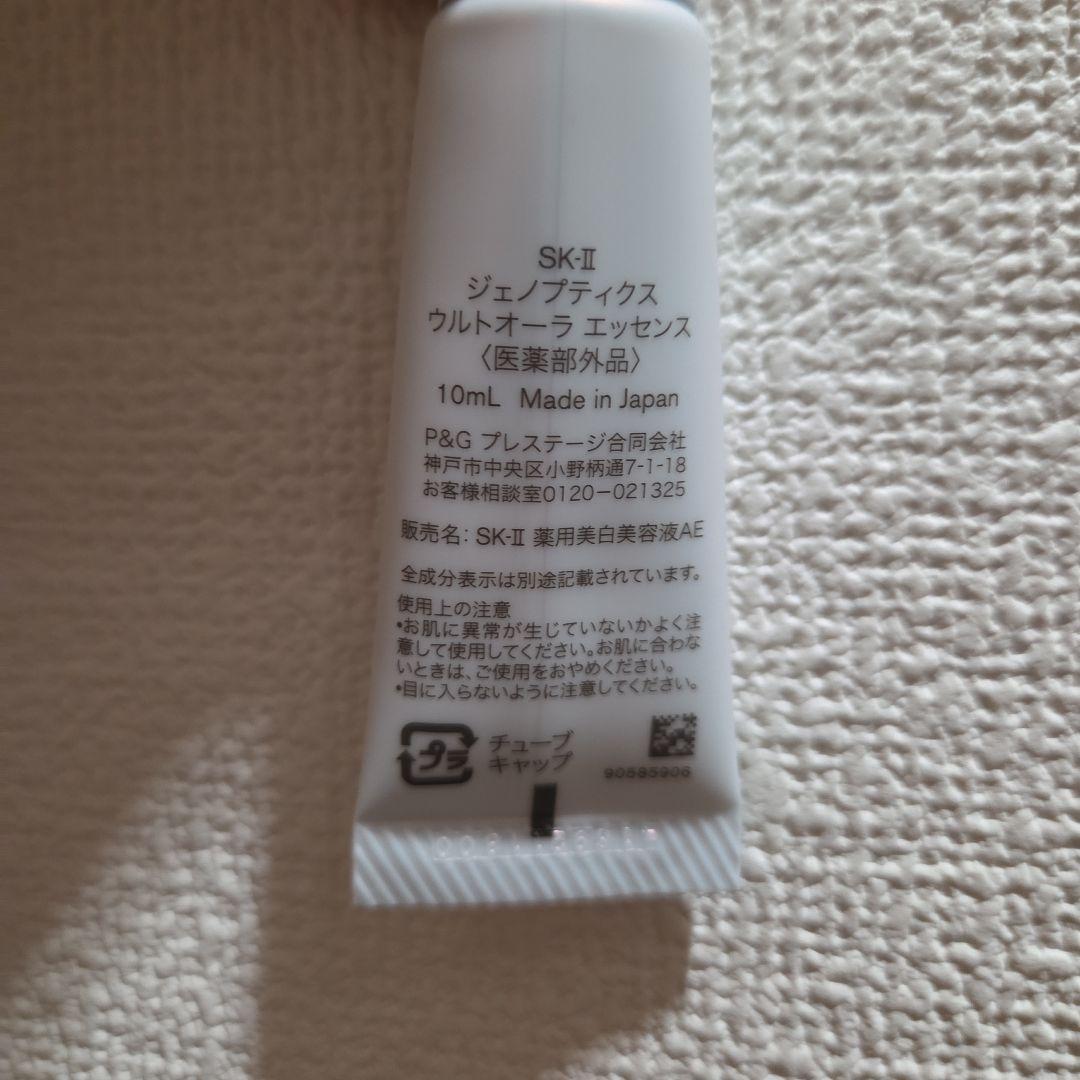 SK-Ⅱ
ジェノプティクス
ウルトオーラ エッセンス
〈医薬部外品〉
10mL Made in Japan
P&G プレステージ合同会社
神戸市中央区小野柄通7-1-18
お客様相談室0120-021325
販売名: SK-Ⅱ 薬用美白美容液AE
全成分表示は別途記載されています。
使用上の注意
•お肌に異常が生じていないかよく注
意して使用してください。お肌に合わな
いときは、ご使用をおやめください。
•目に入らないように注意してください。
プラ
チューブ
キャップ
90585906